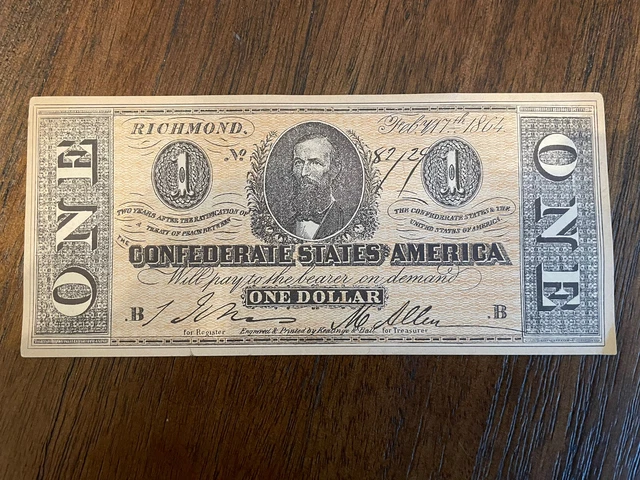 ONE
RICHMOND,
Feby 17th 1864
No
1
1
TWO YEARS AFTER THE RATIFICATION OF
A TREATY OF PEACE BETWEEN
THE CONFEDERATE STATES & THE
UNITED STATES OF AMERICA.
THE
CONFEDERATE STATES AMERICA
Will pay to the bearer on demand
ONE DOLLAR
B
B
for Register
Engraved & Printed by Keatinge & Ball.
for Treasurer
ONE